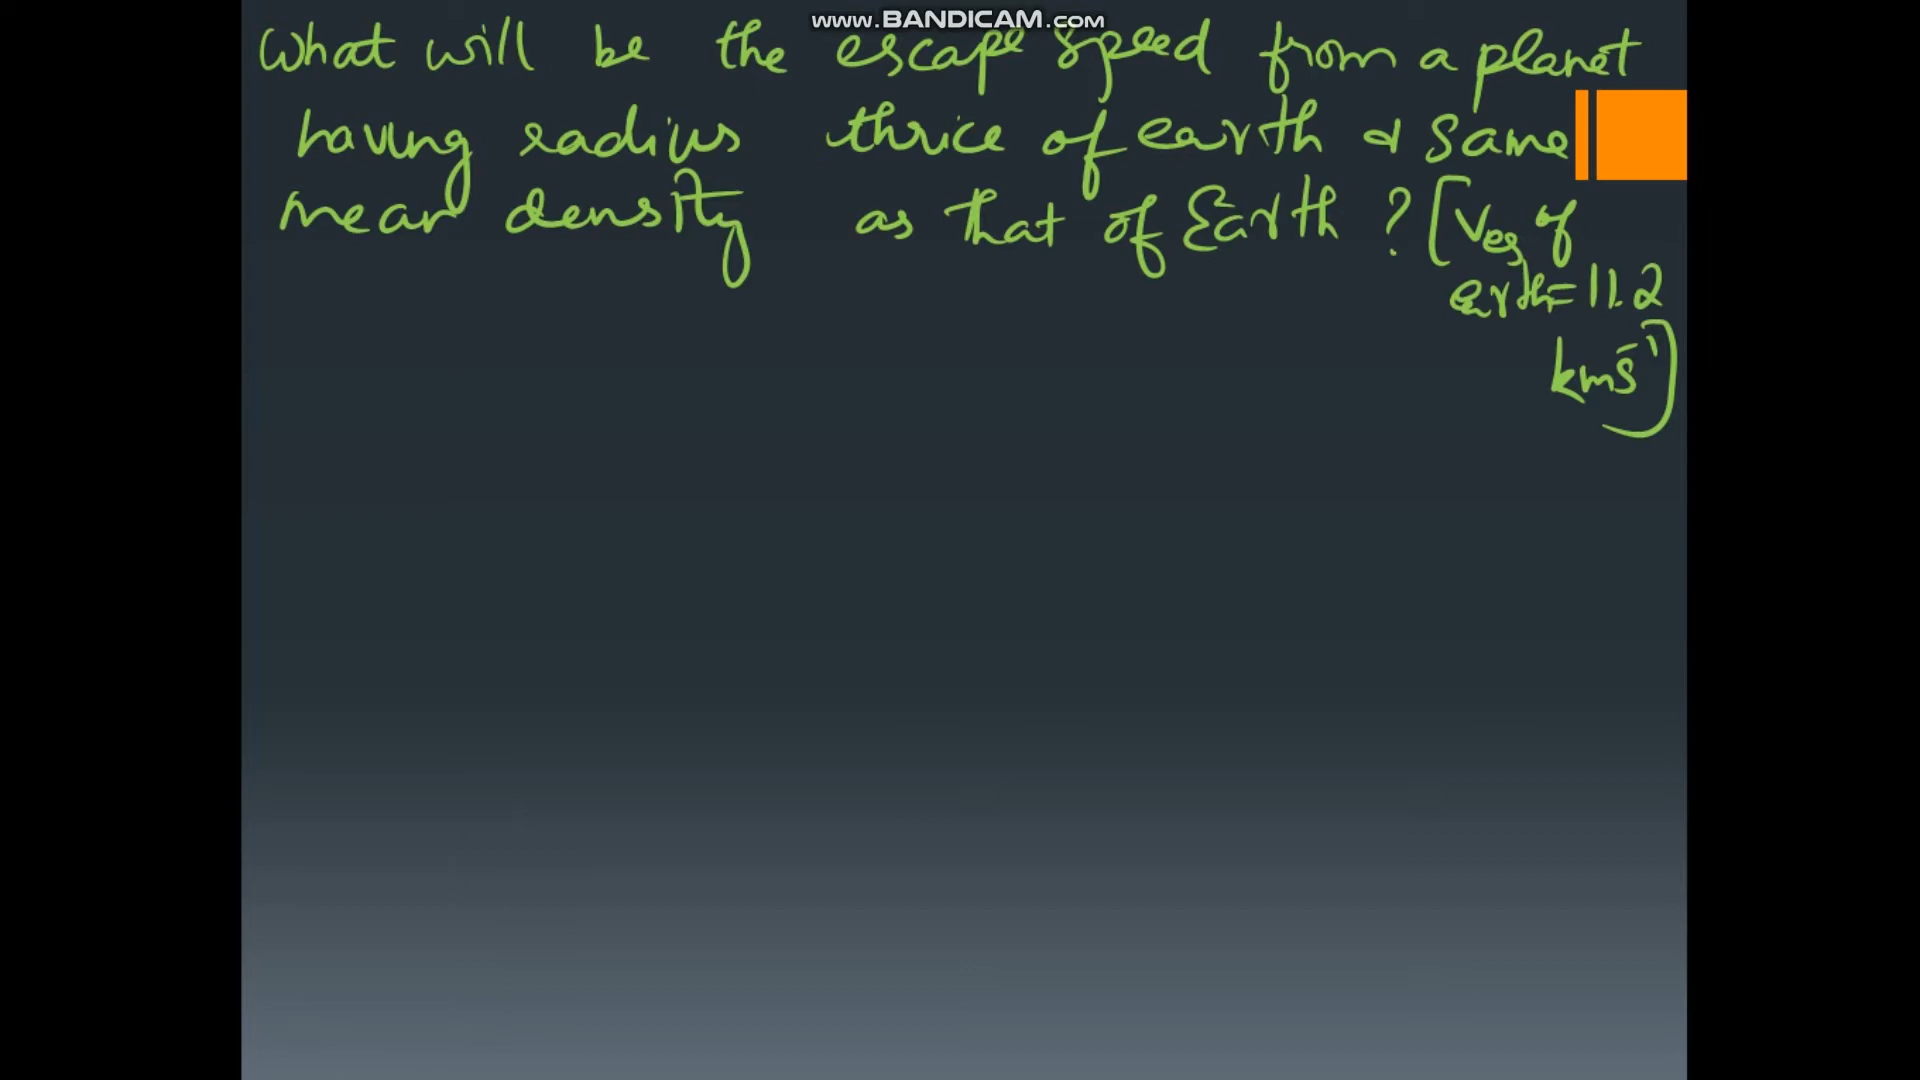 www.BANDICAM.com
What will be the escape speed from a planet
having radius thrice of earth & same
mean density as that of Earth ? [Ves of
earth = 11.2
kms⁻¹]